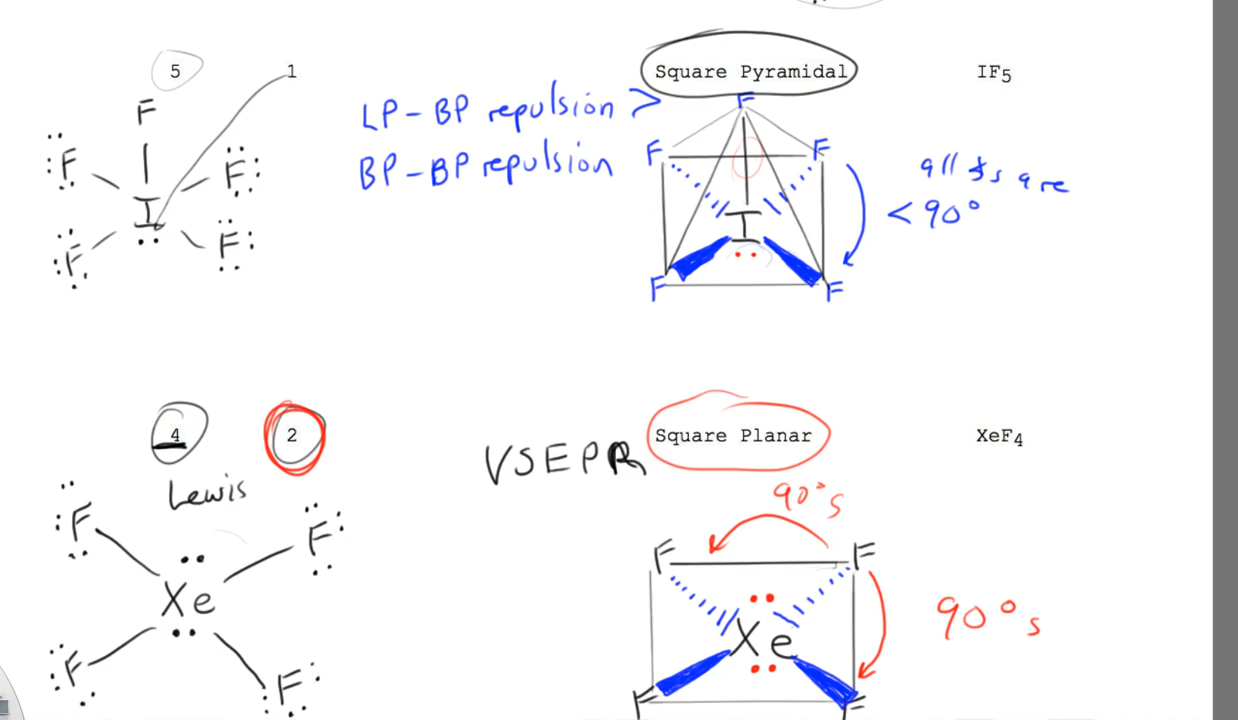 5 1 Square Pyramidal IF₅
LP-BP repulsion >
BP-BP repulsion
F
:F F:
I
:F F:
F
F F
I
F F
all ∡s are
< 90°
4 2 Square Planar XeF₄
Lewis
VSEPR
90°s
:F F:
Xe
:F :F:
F F
Xe
F F
90°s